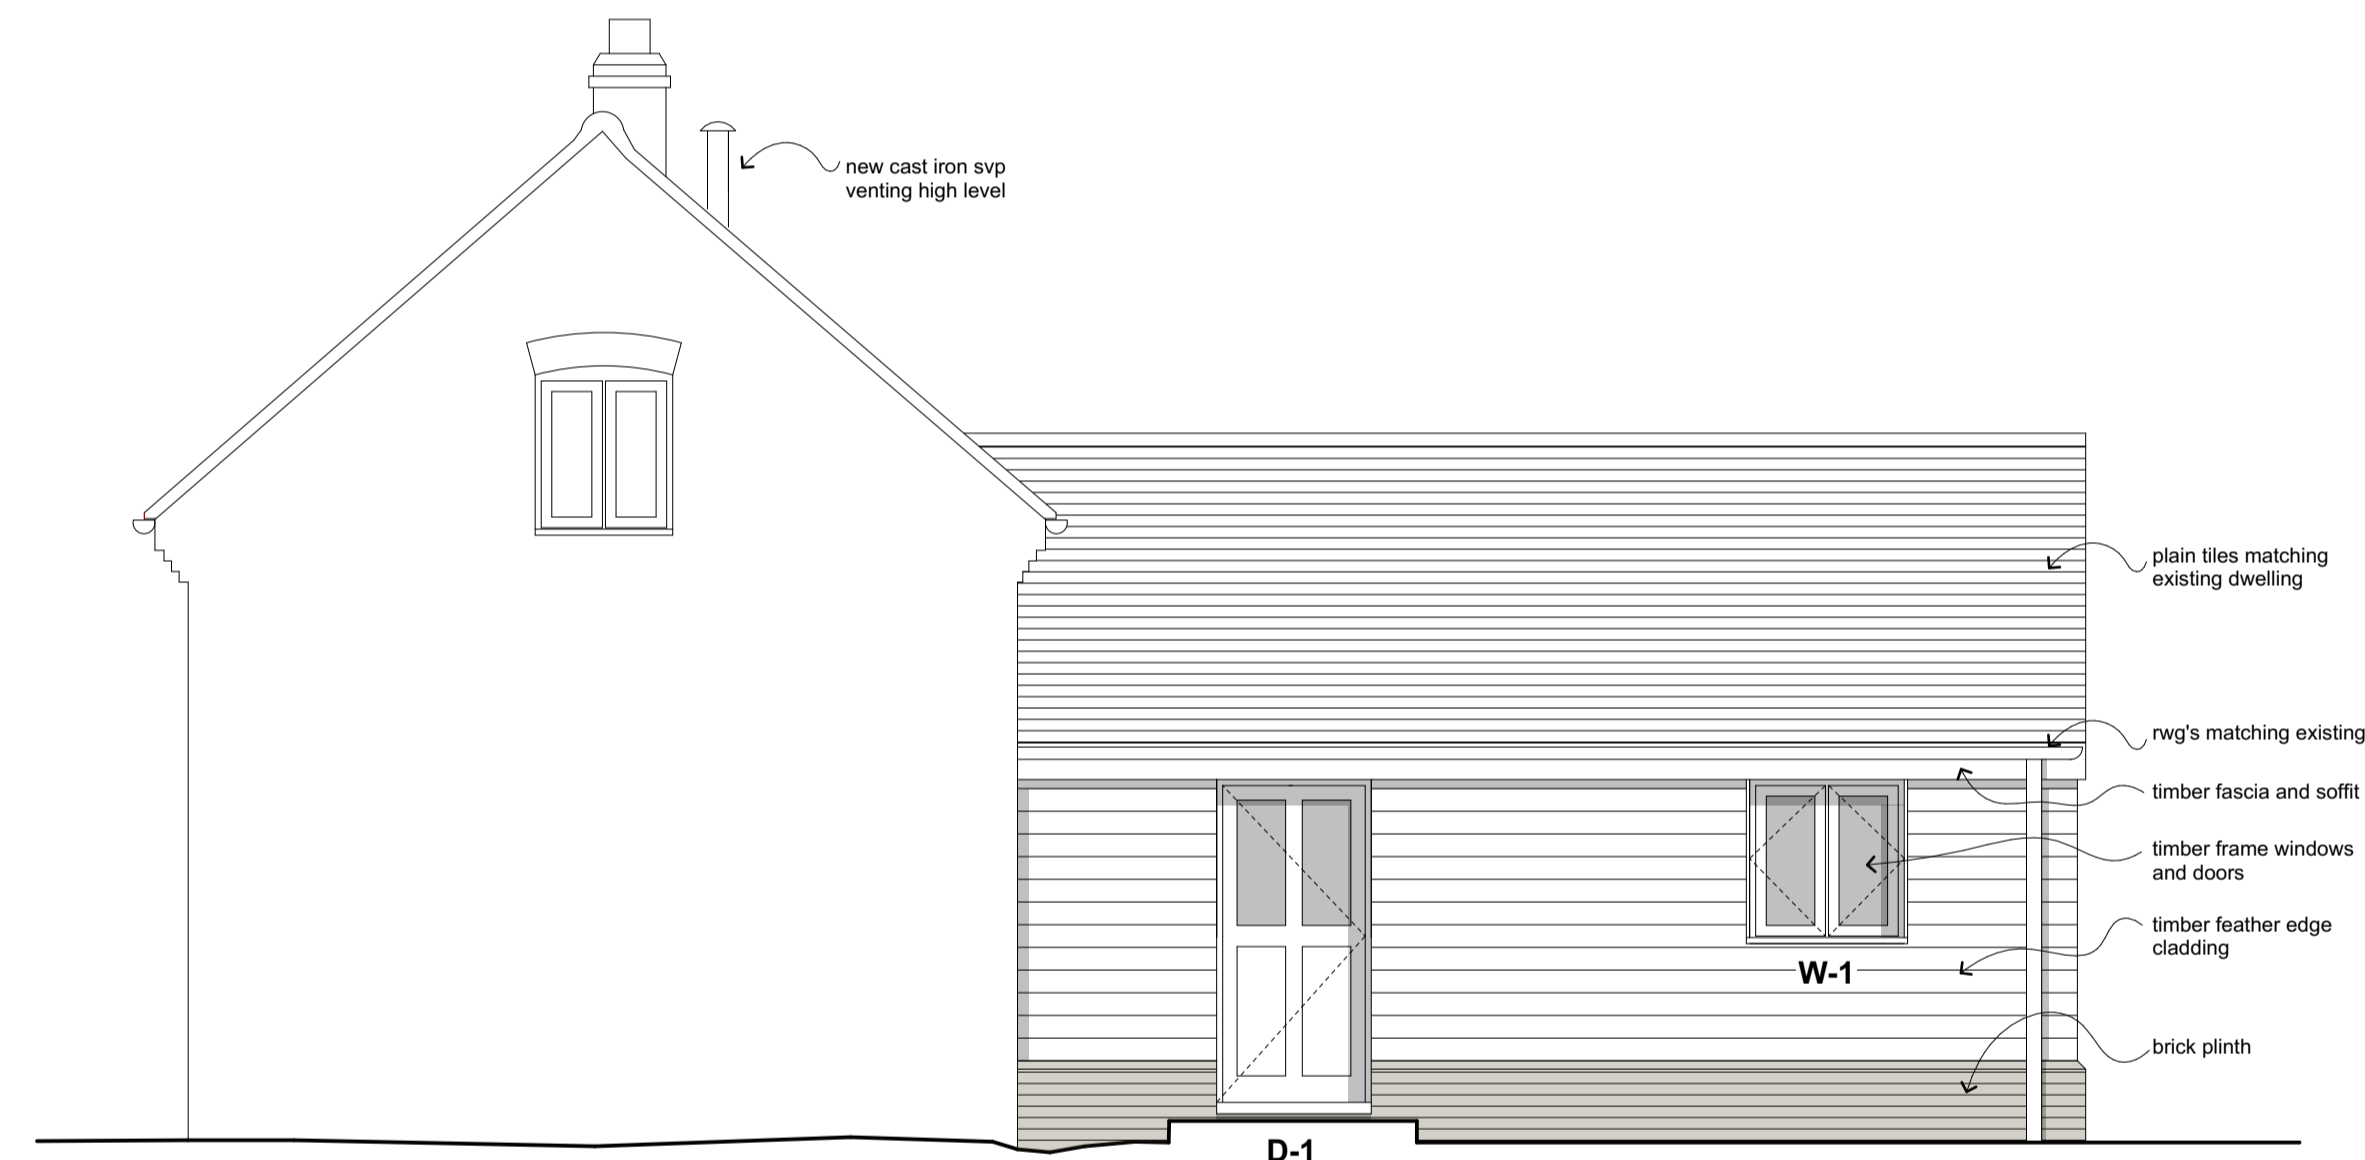 new cast iron svp
venting high level
plain tiles matching
existing dwelling
rwg's matching existing
timber fascia and soffit
timber frame windows
and doors
timber feather edge
cladding
W-1
brick plinth
D-1